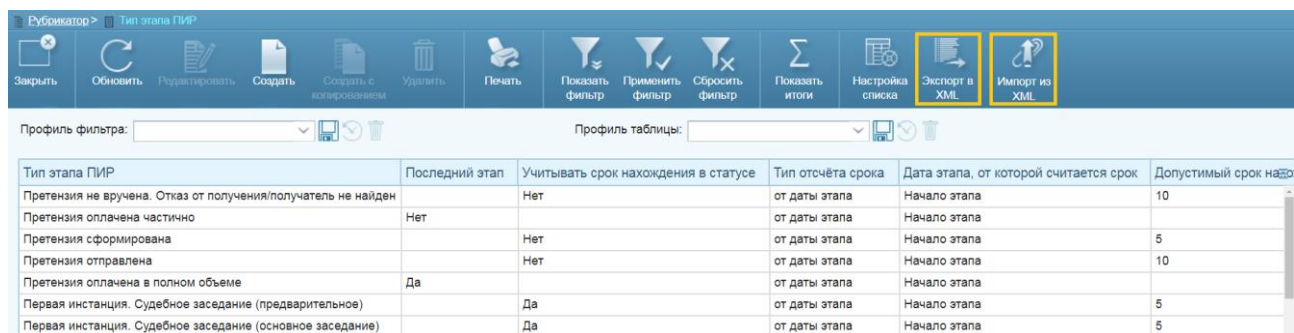 Рубрикатор > Тип этапа ПИР
Закрыть Обновить Редактировать Создать Создать с копированием Удалить Печать Показать фильтр Применить фильтр Сбросить фильтр Показать итоги Настройка списка Экспорт в XML Импорт из XML
Профиль фильтра: Профиль таблицы:
Тип этапа ПИР Последний этап Учитывать срок нахождения в статусе Тип отсчёта срока Дата этапа, от которой считается срок Допустимый срок
Претензия не вручена. Отказ от получения/получатель не найден Нет от даты этапа Начало этапа 10
Претензия оплачена частично Нет от даты этапа Начало этапа
Претензия сформирована Нет от даты этапа Начало этапа 5
Претензия отправлена Нет от даты этапа Начало этапа 10
Претензия оплачена в полном объеме Да от даты этапа Начало этапа
Первая инстанция. Судебное заседание (предварительное) Да от даты этапа Начало этапа 5
Первая инстанция. Судебное заседание (основное заседание) Да от даты этапа Начало этапа 5